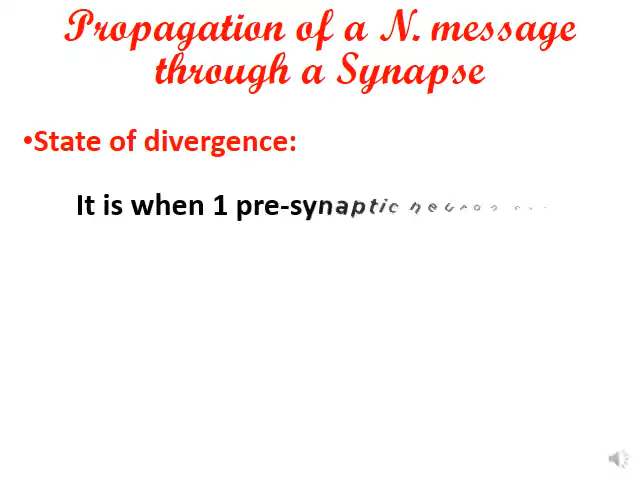 Propagation of a N. message
through a Synapse
•State of divergence:
It is when 1 pre-synaptic neuron